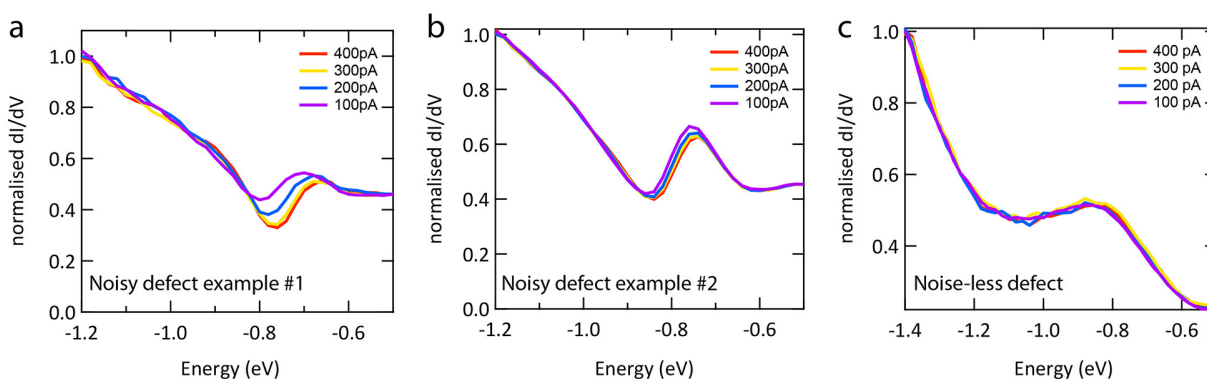 a
normalised dI/dV
1.0
0.8
0.6
0.4
0.2
0.0
400pA
300pA
200pA
100pA
Noisy defect example #1
-1.2
-1.0
-0.8
-0.6
Energy (eV)
b
normalised dI/dV
1.0
0.8
0.6
0.4
0.2
0.0
400pA
300pA
200 pA
100pA
Noisy defect example #2
-1.2
-1.0
-0.8
-0.6
Energy (eV)
c
normalised dI/dV
1.0
0.8
0.6
0.4
400 pA
300 pA
200 pA
100 pA
Noise-less defect
-1.4
-1.2
-1.0
-0.8
-0.6
Energy (eV)